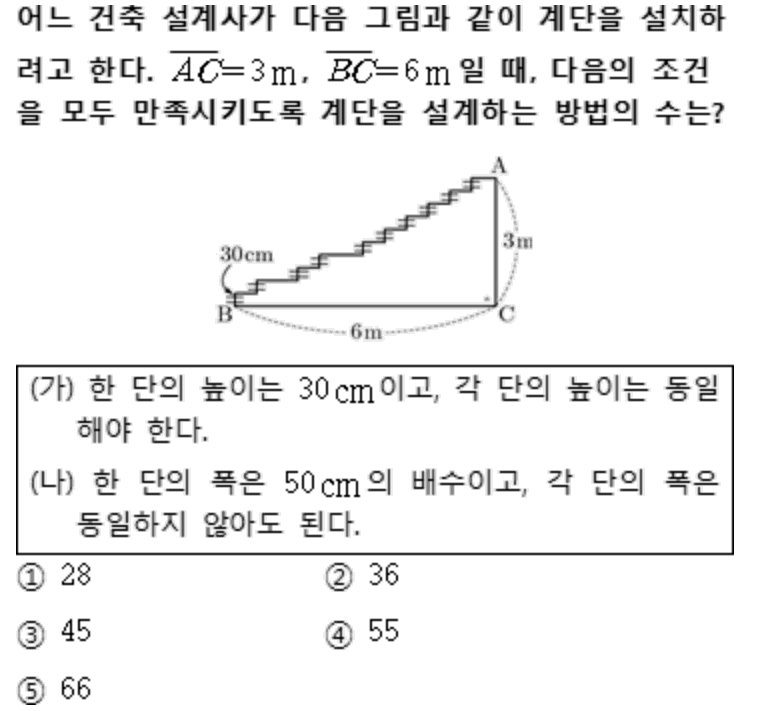 어느 건축 설계사가 다음 그림과 같이 계단을 설치하
려고 한다. $\overline{AC}$=3m, $\overline{BC}$=6m일 때, 다음의 조건
을 모두 만족시키도록 계단을 설계하는 방법의 수는?
A
30cm
3m
B
C
6m
(가) 한 단의 높이는 30cm이고, 각 단의 높이는 동일
해야 한다.
(나) 한 단의 폭은 50cm의 배수이고, 각 단의 폭은
동일하지 않아도 된다.
① 28 ② 36
③ 45 ④ 55
⑤ 66